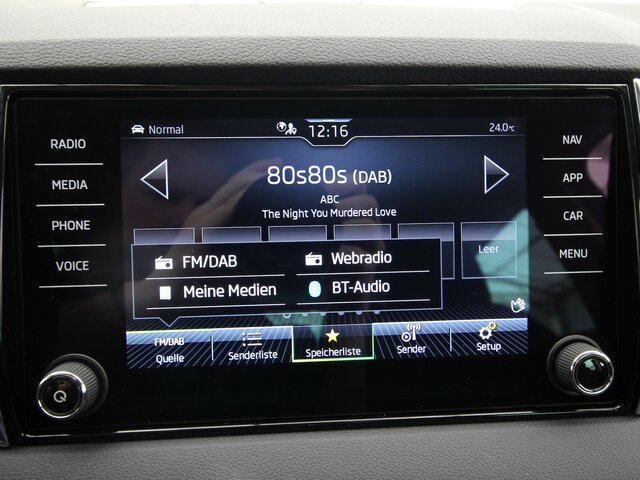 RADIO
MEDIA
PHONE
VOICE
Normal
12:16
24.0°C
80s80s (DAB)
ABC
The Night You Murdered Love
Leer
FM/DAB
Webradio
Meine Medien
BT-Audio
FM/DAB
Quelle
Senderliste
Speicherliste
Sender
Setup
NAV
APP
CAR
MENU